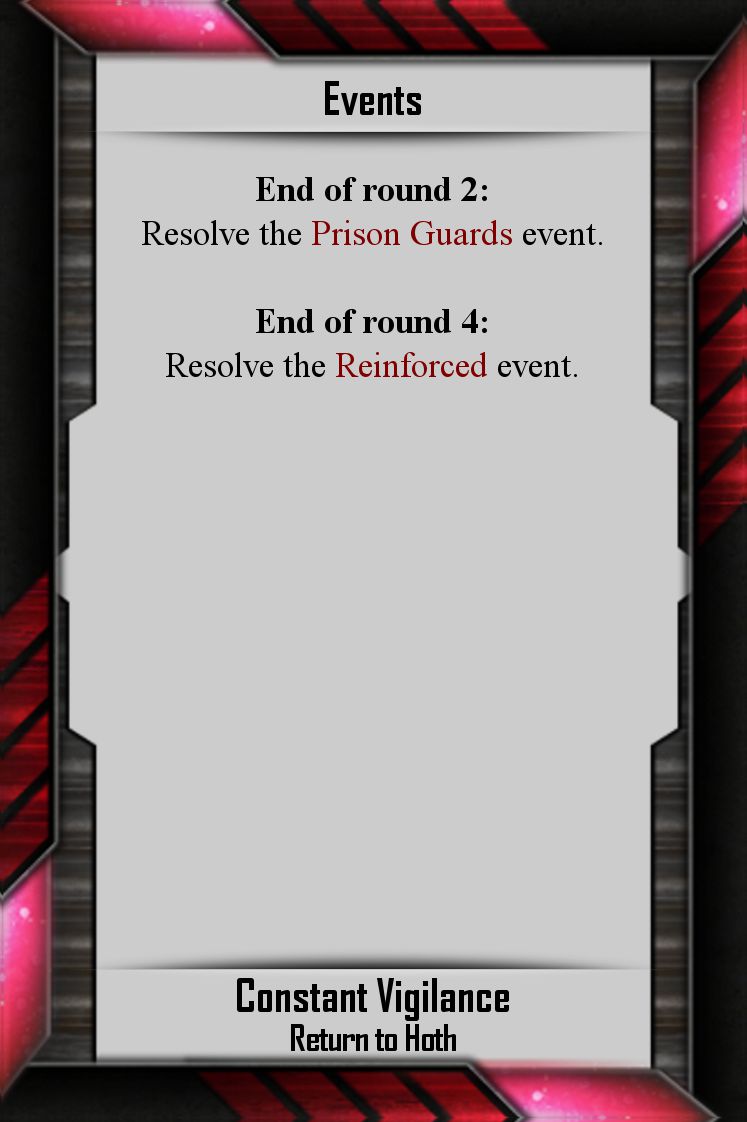 Events
End of round 2:
Resolve the Prison Guards event.
End of round 4:
Resolve the Reinforced event.
Constant Vigilance
Return to Hoth